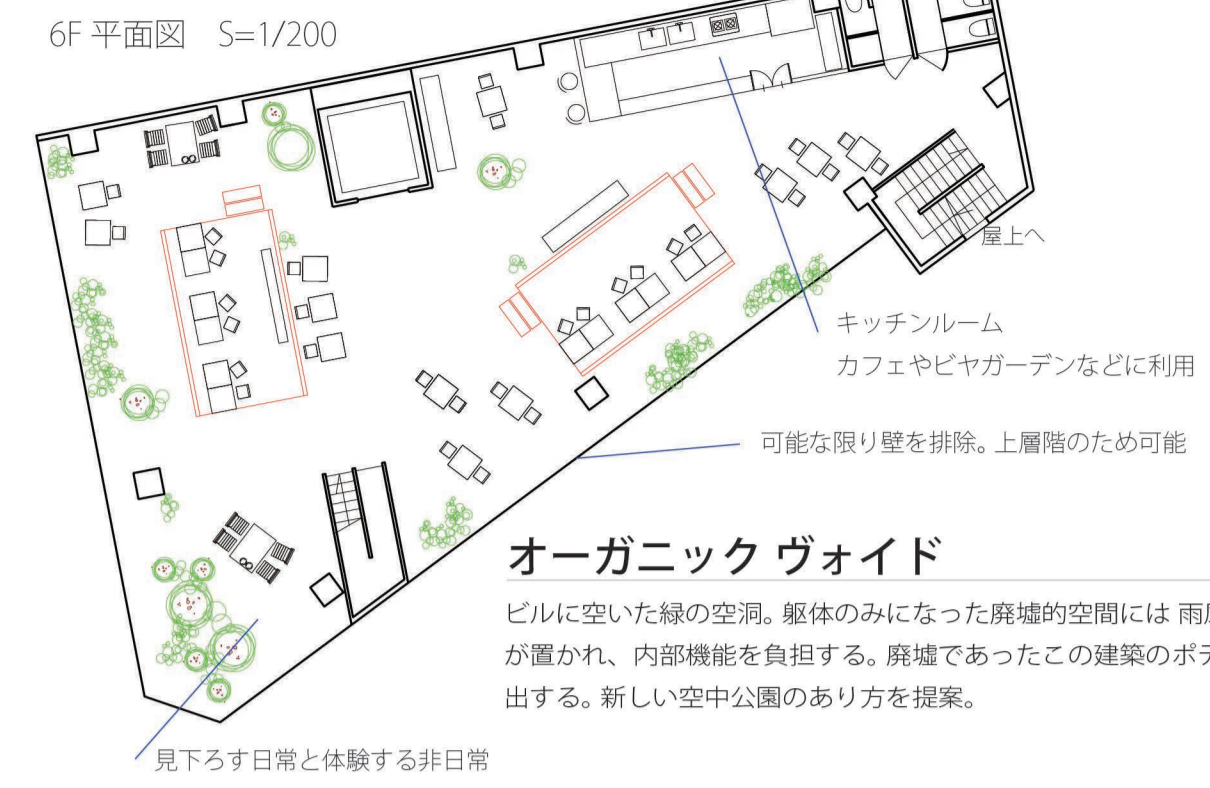 6F 平面図 S=1/200
屋上へ
キッチンルーム
カフェやビヤガーデンなどに利用
可能な限り壁を排除。上層階のため可能
オーガニック ヴォイド
ビルに空いた緑の空洞。躯体のみになった廃墟的空間には 雨
が置かれ、内部機能を負担する。廃墟であったこの建築のポテ
出する。新しい空中公園のあり方を提案。
見下ろす日常と体験する非日常